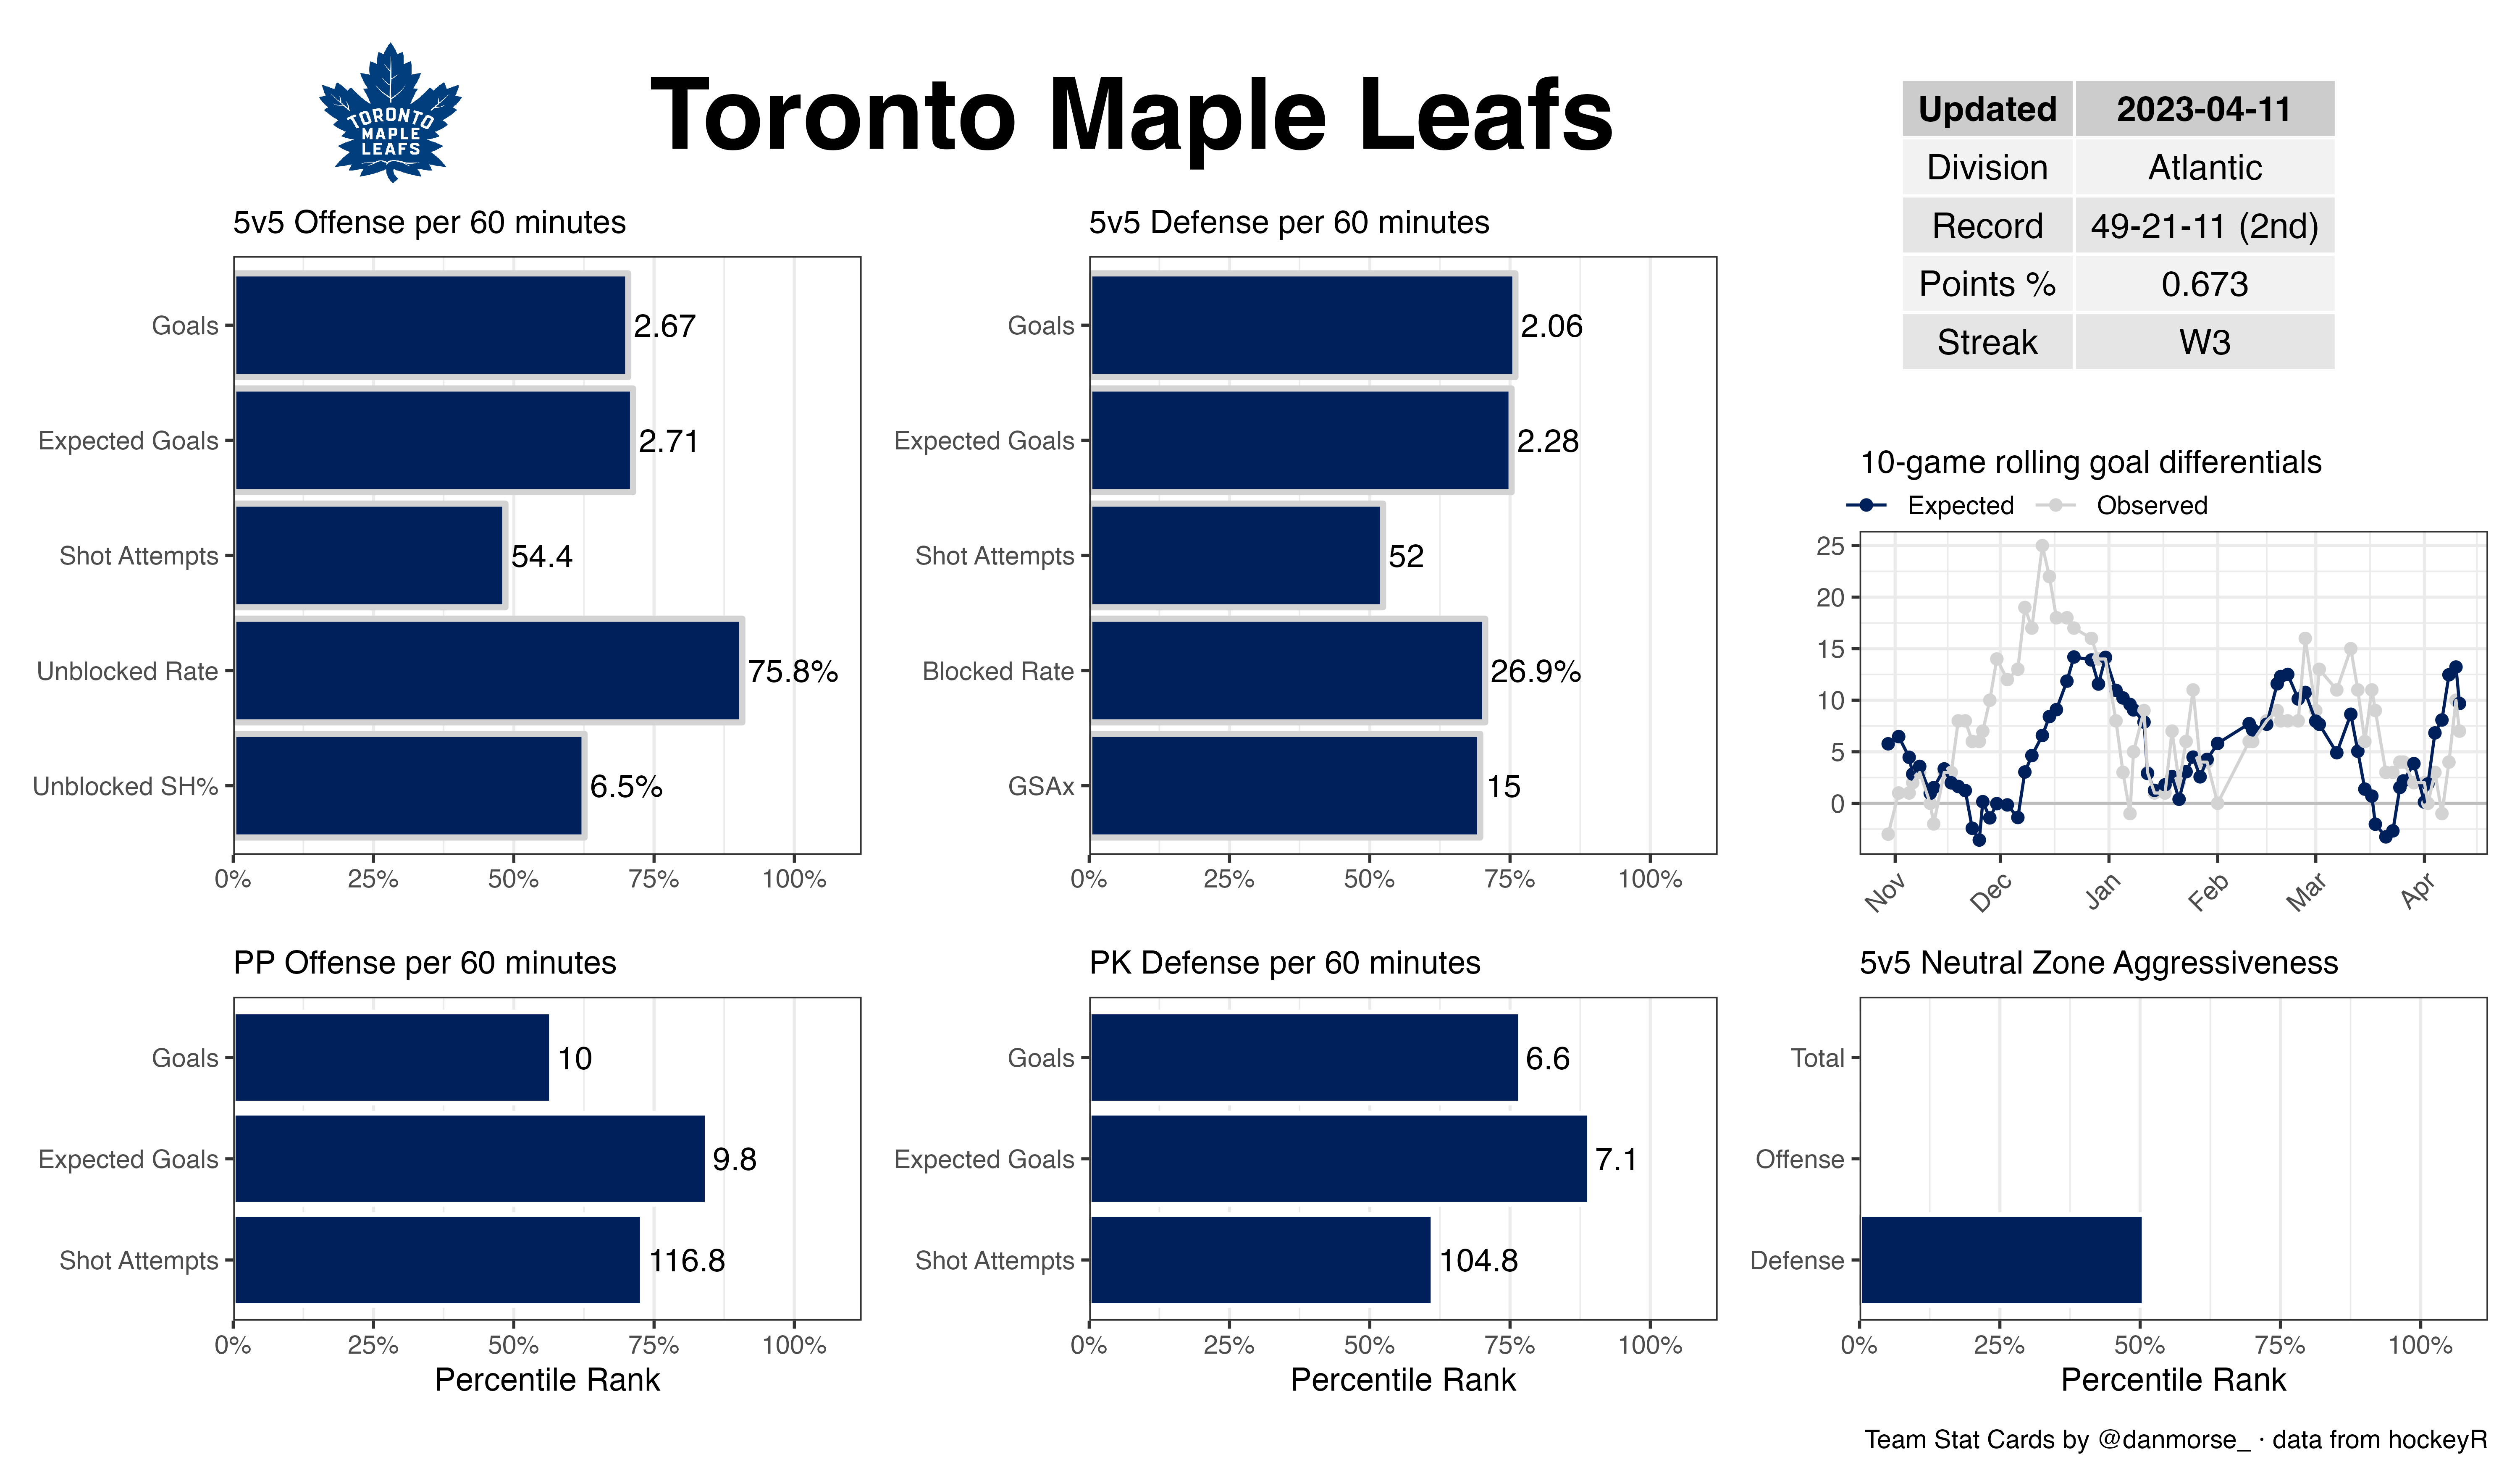 TORONTO
MAPLE
LEAFS
Toronto Maple Leafs
Updated 2023-04-11
Division Atlantic
Record 49-21-11 (2nd)
Points % 0.673
Streak W3
5v5 Offense per 60 minutes
Goals 2.67
Expected Goals 2.71
Shot Attempts 54.4
Unblocked Rate 75.8%
Unblocked SH% 6.5%
0% 25% 50% 75% 100%
5v5 Defense per 60 minutes
Goals 2.06
Expected Goals 2.28
Shot Attempts 52
Blocked Rate 26.9%
GSAx 15
0% 25% 50% 75% 100%
10-game rolling goal differentials
Expected Observed
25
20
15
10
5
0
Nov Dec Jan Feb Mar Apr
PP Offense per 60 minutes
Goals 10
Expected Goals 9.8
Shot Attempts 116.8
0% 25% 50% 75% 100%
Percentile Rank
PK Defense per 60 minutes
Goals 6.6
Expected Goals 7.1
Shot Attempts 104.8
0% 25% 50% 75% 100%
Percentile Rank
5v5 Neutral Zone Aggressiveness
Total
Offense
Defense
0% 25% 50% 75% 100%
Percentile Rank
Team Stat Cards by @danmorse_ · data from hockeyR